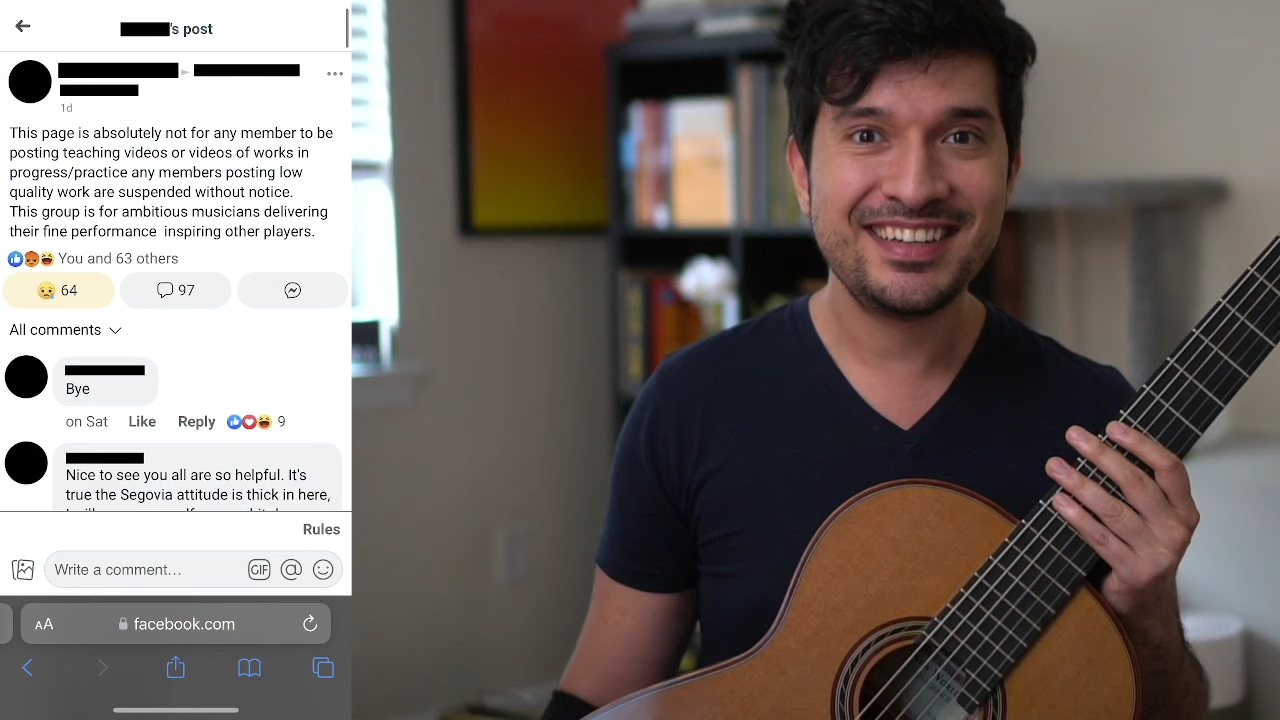 's post
1d
This page is absolutely not for any member to be
posting teaching videos or videos of works in
progress/practice any members posting low
quality work are suspended without notice.
This group is for ambitious musicians delivering
their fine performance inspiring other players.
You and 63 others
64
97
All comments
Bye
on Sat Like Reply 9
Nice to see you all are so helpful. It's
true the Segovia attitude is thick in here,
Rules
Write a comment... GIF @
AA facebook.com